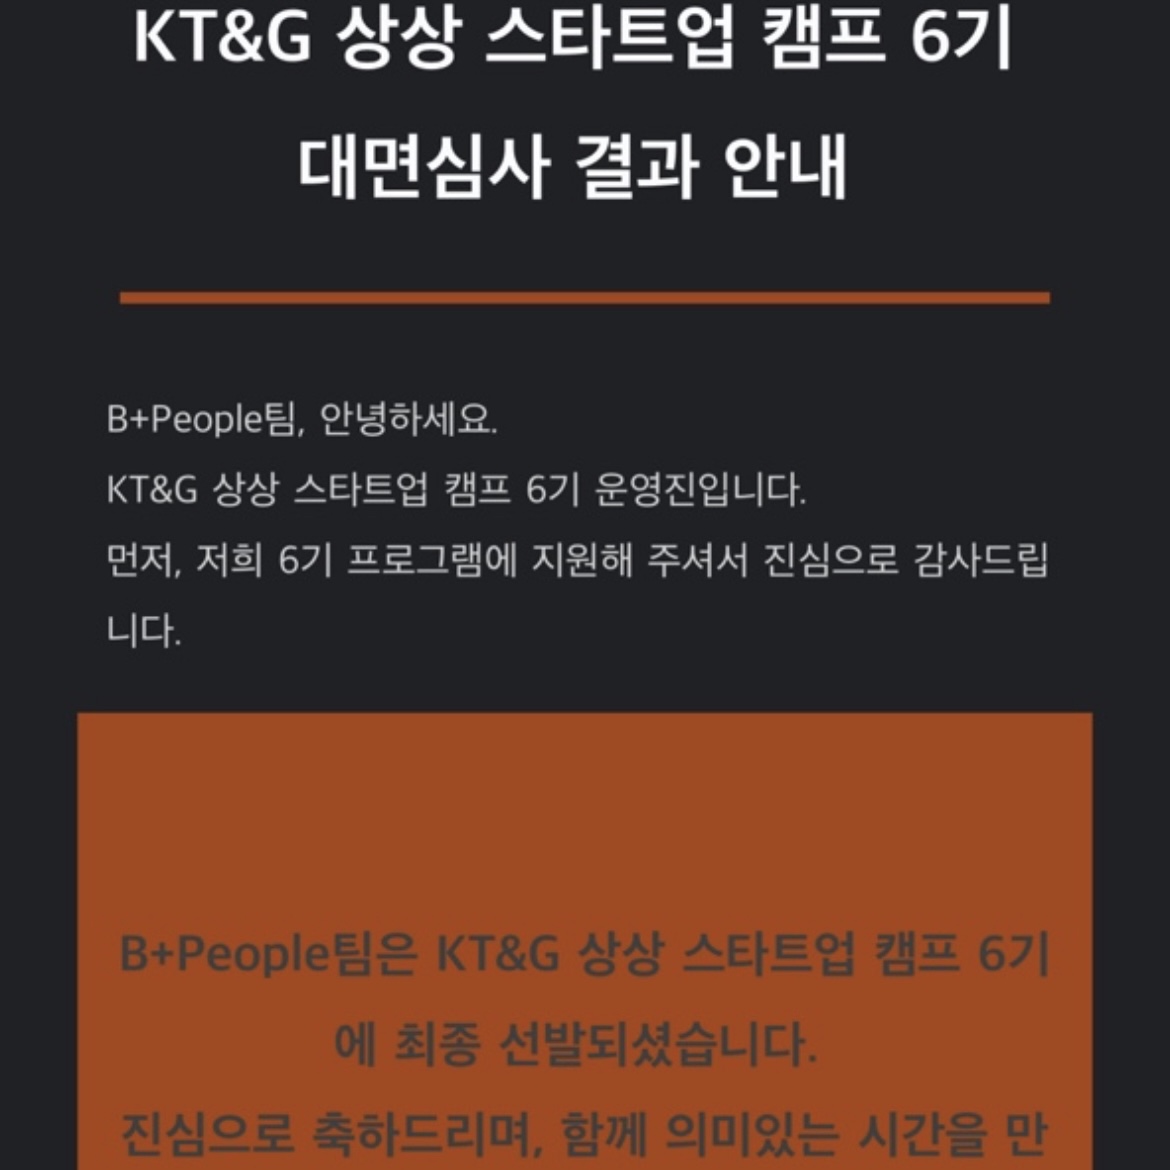 KT&G 상상 스타트업 캠프 6기
대면심사 결과 안내
B+People팀, 안녕하세요.
KT&G 상상 스타트업 캠프 6기 운영진입니다.
먼저, 저희 6기 프로그램에 지원해 주셔서 진심으로 감사드립
니다.
B+People팀은 KT&G 상상 스타트업 캠프 6기
에 최종 선발되셨습니다.
진심으로 축하드리며, 함께 의미있는 시간을 만